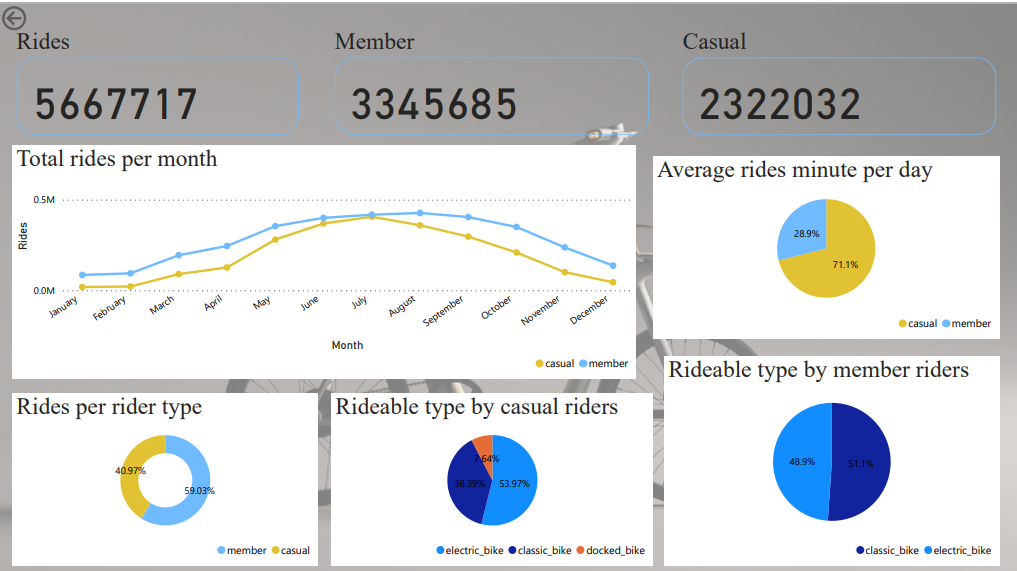 Rides
Member
Casual
5667717
3345685
2322032
Total rides per month
0.5M
0.0M
Rides
January
February
March
April
May
June
July
August
September
October
November
December
Month
casual member
Average rides minute per day
28.9%
71.1%
casual member
Rides per rider type
40.97%
59.03%
member casual
Rideable type by casual riders
7.64%
38.39%
53.97%
electric_bike classic_bike docked_bike
Rideable type by member riders
48.9%
51.1%
classic_bike electric_bike